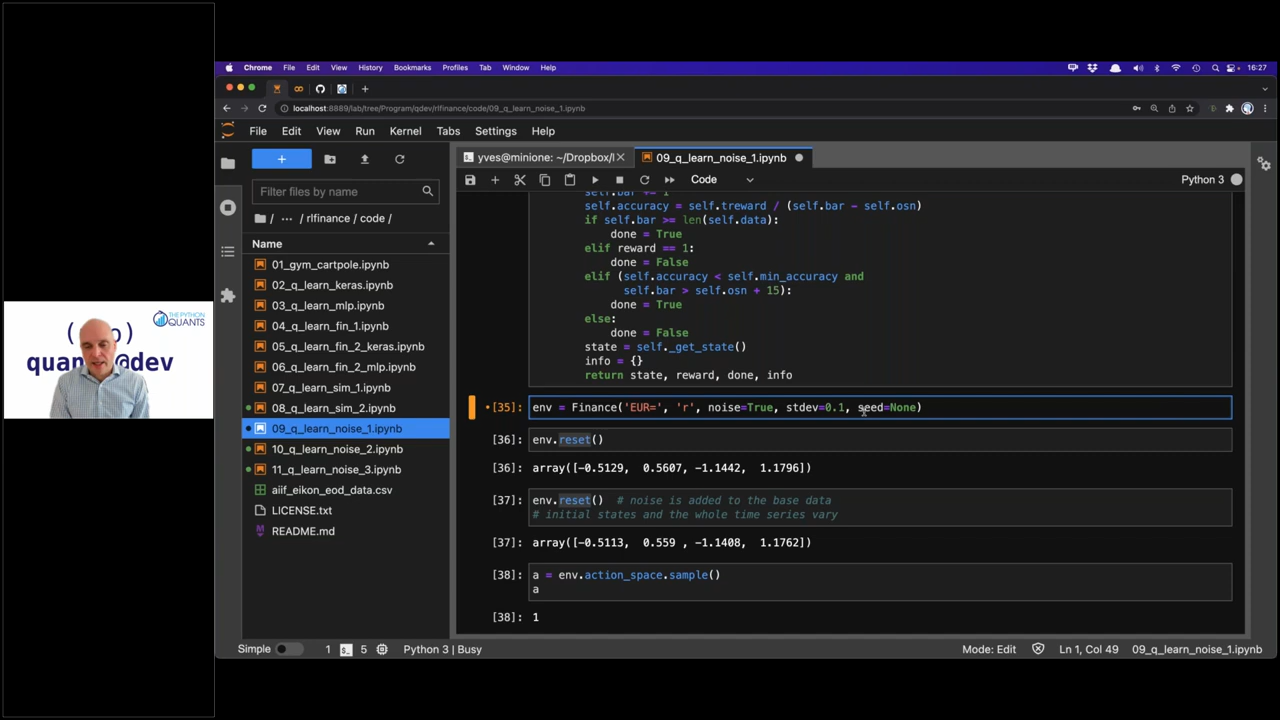 Chrome File Edit View History Bookmarks Profiles Tab Window Help 16:27
localhost:8889/lab/tree/Program/qdev/rlfinance/code/09_q_learn_noise_1.ipynb
File Edit View Run Kernel Tabs Settings Help
yves@minione: ~/Dropbox/
09_q_learn_noise_1.ipynb
Code
Python 3
Filter files by name
/ ... / rlfinance / code /
Name
01_gym_cartpole.ipynb
02_q_learn_keras.ipynb
03_q_learn_mlp.ipynb
04_q_learn_fin_1.ipynb
05_q_learn_fin_2_keras.ipynb
06_q_learn_fin_2_mlp.ipynb
07_q_learn_sim_1.ipynb
08_q_learn_sim_2.ipynb
09_q_learn_noise_1.ipynb
10_q_learn_noise_2.ipynb
11_q_learn_noise_3.ipynb
aiif_eikon_eod_data.csv
LICENSE.txt
README.md
self.bar += 1
self.accuracy = self.treward / (self.bar - self.osn)
if self.bar >= len(self.data):
done = True
elif reward == 1:
done = False
elif (self.accuracy < self.min_accuracy and
self.bar > self.osn + 15):
done = True
else:
done = False
state = self._get_state()
info = {}
return state, reward, done, info
[35]: env = Finance('EUR=', 'r', noise=True, stdev=0.1, seed=None)
[36]: env.reset()
[36]: array([-0.5129, 0.5607, -1.1442, 1.1796])
[37]: env.reset() # noise is added to the base data
# initial states and the whole time series vary
[37]: array([-0.5113, 0.559 , -1.1408, 1.1762])
[38]: a = env.action_space.sample()
a
[38]: 1
Simple 1 5 Python 3 | Busy
Mode: Edit Ln 1, Col 49 09_q_learn_noise_1.ipynb
THE PYTHON
QUANTS